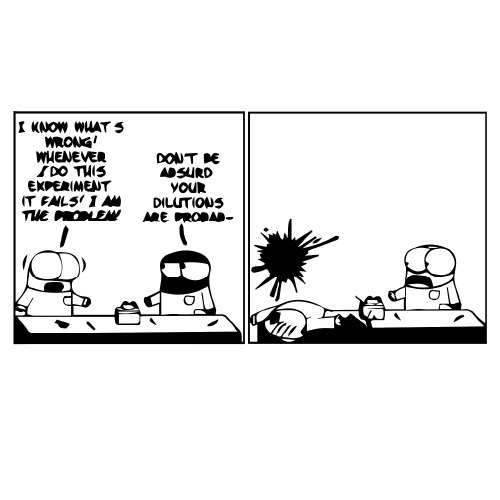 I KNOW WHAT S
WRONG!
WHENEVER
I DO THIS
EXPERIMENT
IT FAILS! I AM
THE PROBLEM!
DON'T BE
ABSURD
YOUR
DILUTIONS
ARE PROBAB-